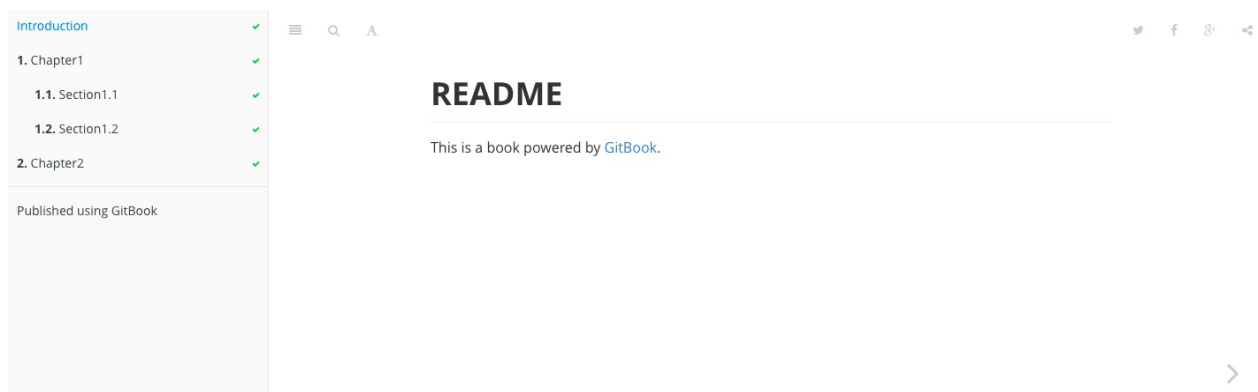 Introduction
1. Chapter1
1.1. Section1.1
1.2. Section1.2
2. Chapter2
Published using GitBook
A
README
This is a book powered by GitBook.